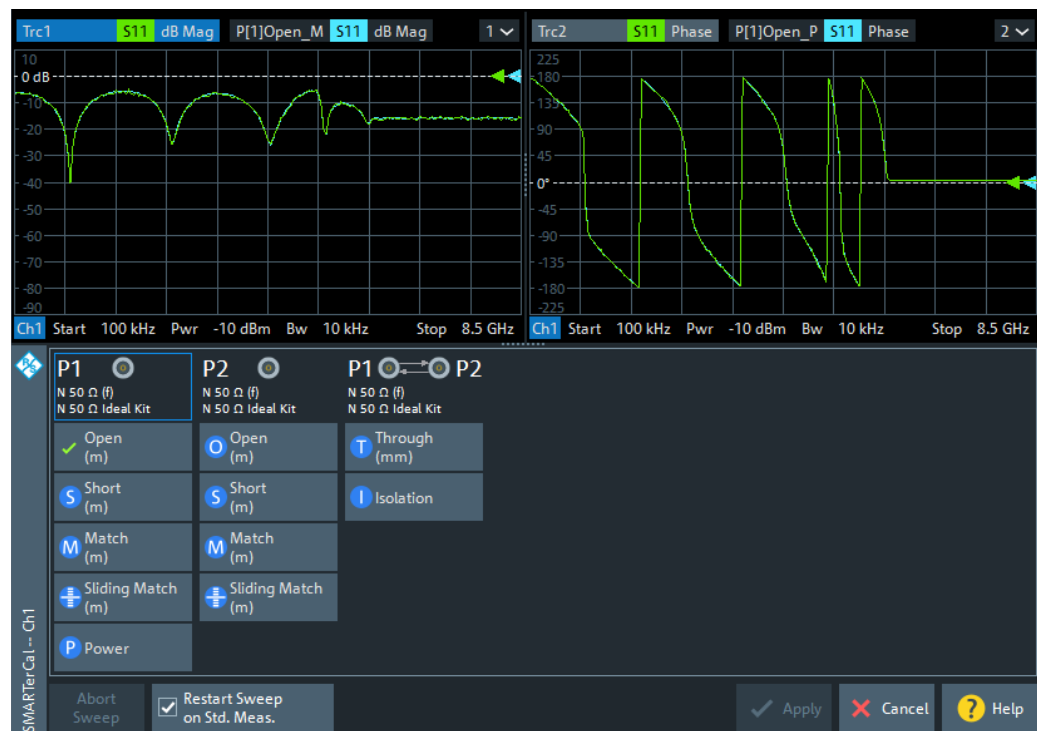 Trc1 S11 dB Mag P[1]Open_M S11 dB Mag 1
10
0 dB
-10
-20
-30
-40
-50
-60
-70
-80
-90
Ch1 Start 100 kHz Pwr -10 dBm Bw 10 kHz Stop 8.5 GHz
Trc2 S11 Phase P[1]Open_P S11 Phase 2
225
180
135
90
45
0°
-45
-90
-135
-180
-225
Ch1 Start 100 kHz Pwr -10 dBm Bw 10 kHz Stop 8.5 GHz
SMARTerCal -- Ch1
P1
N 50 Ω (f)
N 50 Ω Ideal Kit
Open
(m)
S Short
(m)
M Match
(m)
Sliding Match
(m)
P Power
P2
N 50 Ω (f)
N 50 Ω Ideal Kit
O Open
(m)
S Short
(m)
M Match
(m)
Sliding Match
(m)
P1 P2
N 50 Ω (f)
N 50 Ω Ideal Kit
T Through
(mm)
I Isolation
Abort
Sweep
Restart Sweep
on Std. Meas.
Apply
Cancel
? Help